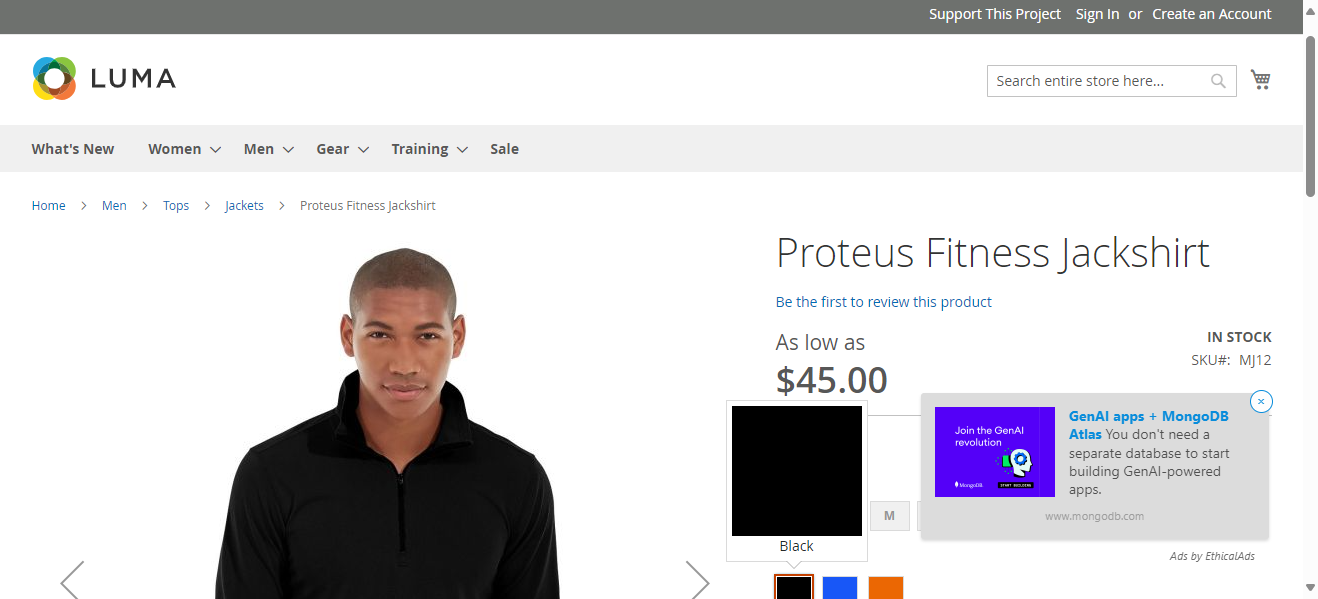 Support This Project Sign In or Create an Account
LUMA
Search entire store here...
What's New Women Men Gear Training Sale
Home > Men > Tops > Jackets > Proteus Fitness Jackshirt
Proteus Fitness Jackshirt
Be the first to review this product
As low as
$45.00
IN STOCK
SKU#: MJ12
Black
M
Join the GenAI
revolution
MongoDB
START BUILDING
GenAI apps + MongoDB
Atlas You don't need a
separate database to start
building GenAI-powered
apps.
www.mongodb.com
Ads by EthicalAds